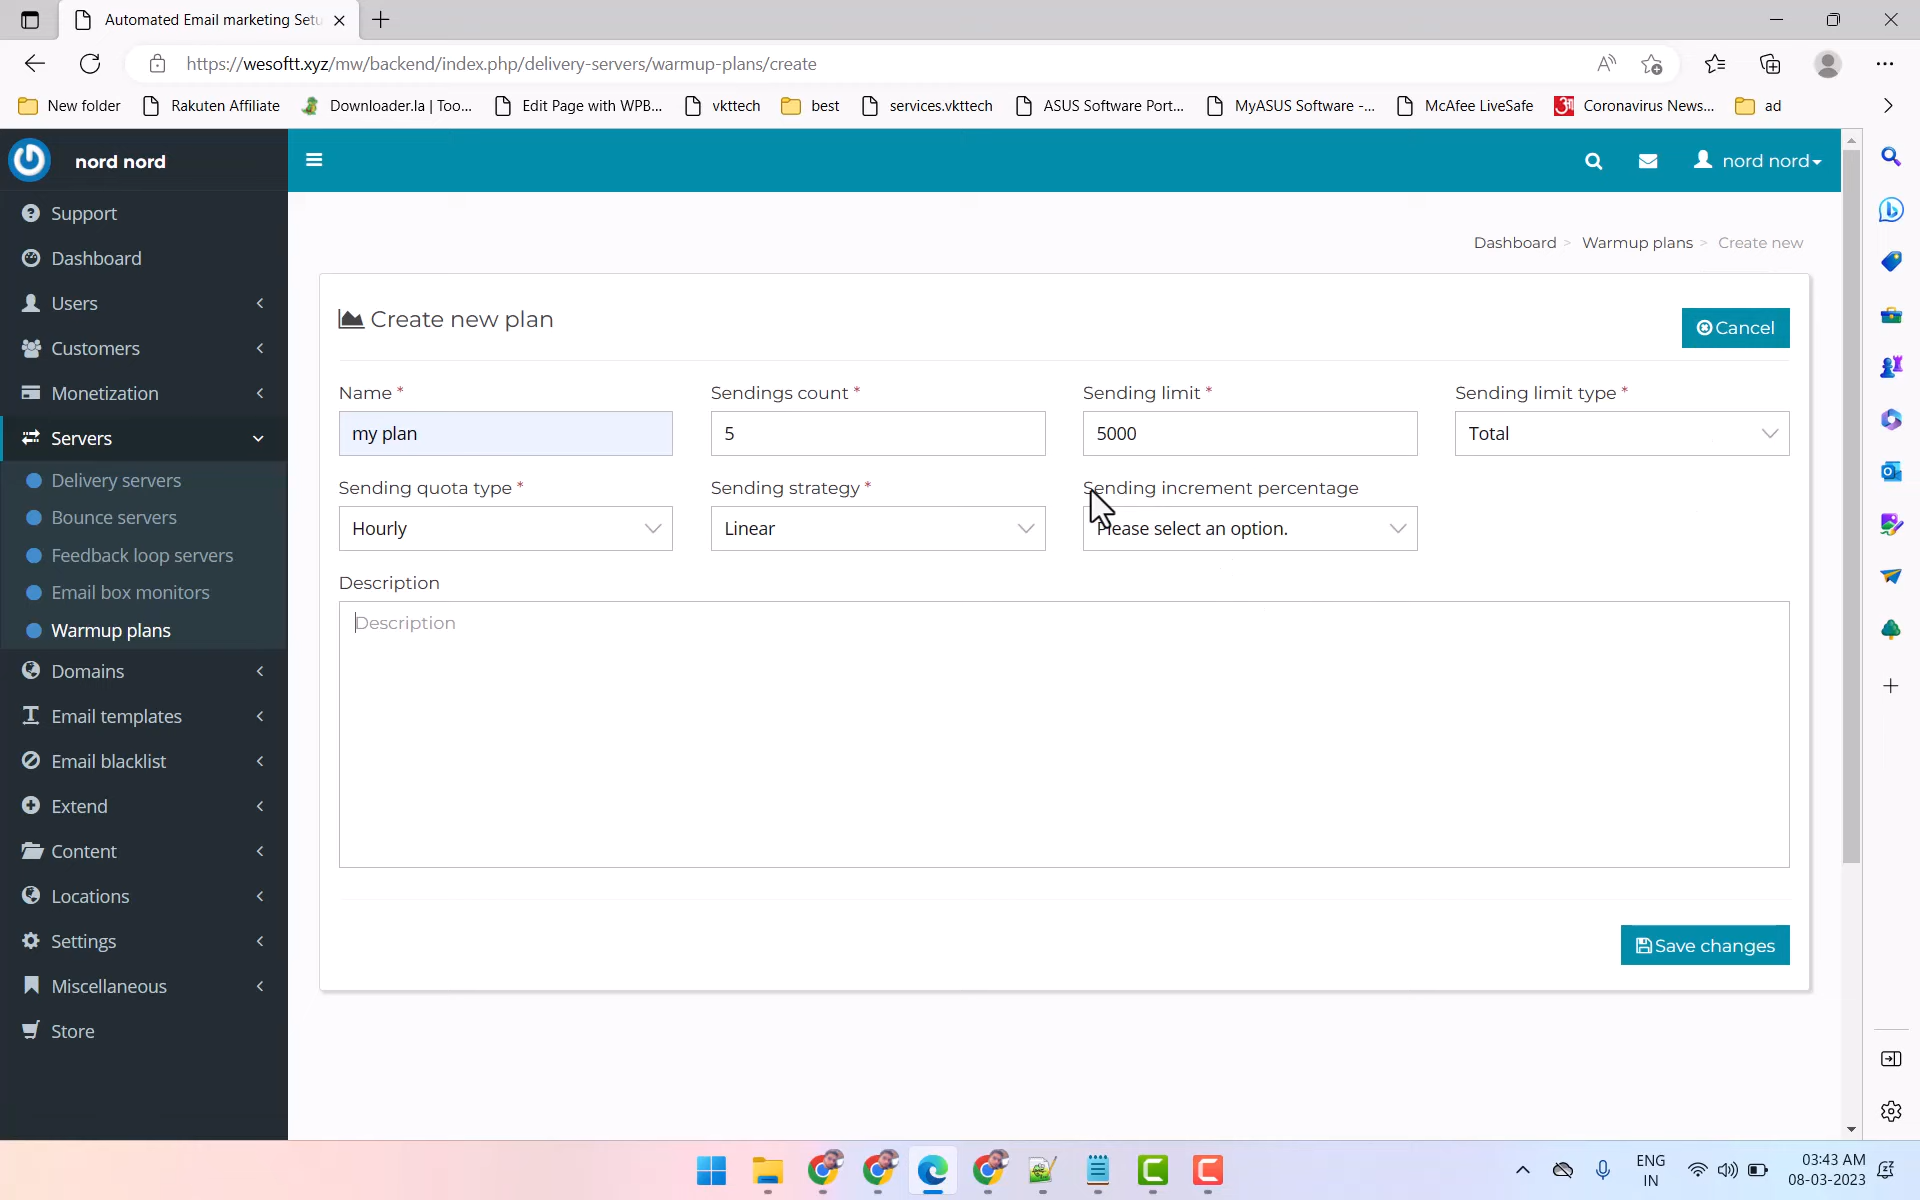 Automated Email marketing Setu
https://wesoftt.xyz/mw/backend/index.php/delivery-servers/warmup-plans/create
New folder
Rakuten Affiliate
Downloader.la | Too...
Edit Page with WPB...
vkttech
best
services.vkttech
ASUS Software Port...
MyASUS Software -...
McAfee LiveSafe
Coronavirus News...
ad
nord nord
nord nord
Support
Dashboard
Users
Customers
Monetization
Servers
Delivery servers
Bounce servers
Feedback loop servers
Email box monitors
Warmup plans
Domains
Email templates
Email blacklist
Extend
Content
Locations
Settings
Miscellaneous
Store
Dashboard > Warmup plans > Create new
Create new plan
Cancel
Name *
Sendings count *
Sending limit *
Sending limit type *
my plan
5
5000
Total
Sending quota type *
Sending strategy *
Sending increment percentage
Hourly
Linear
Please select an option.
Description
Description
Save changes
ENG
IN
03:43 AM
08-03-2023